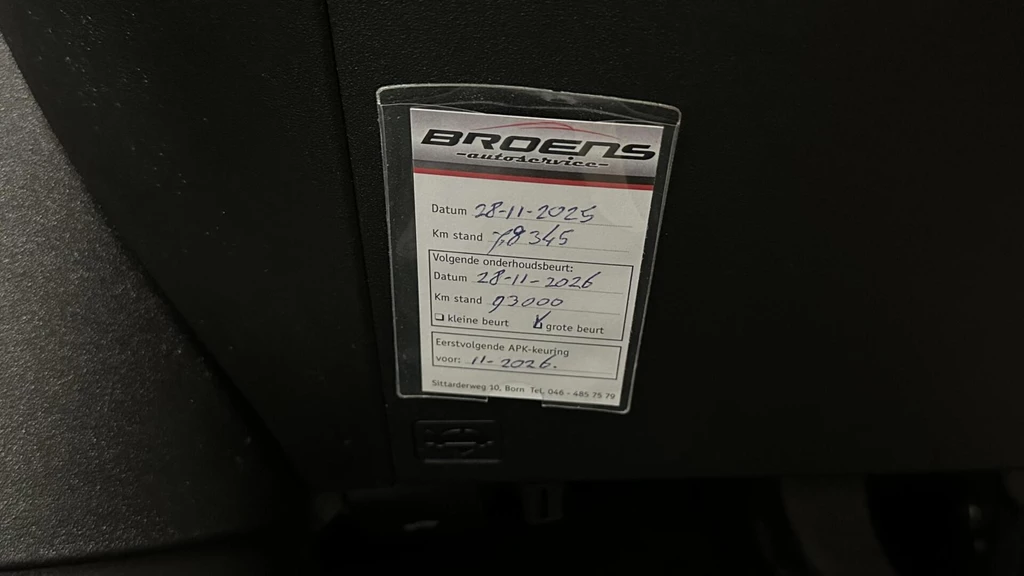 BROENS
-autoservice-
Datum 28-11-2025
Km stand 78345
Volgende onderhoudsbeurt:
Datum 28-11-2026
Km stand 93000
kleine beurt grote beurt
Eerstvolgende APK-keuring
voor: 11-2026.
Sittarderweg 10, Born Tel. 046 - 485 75 79